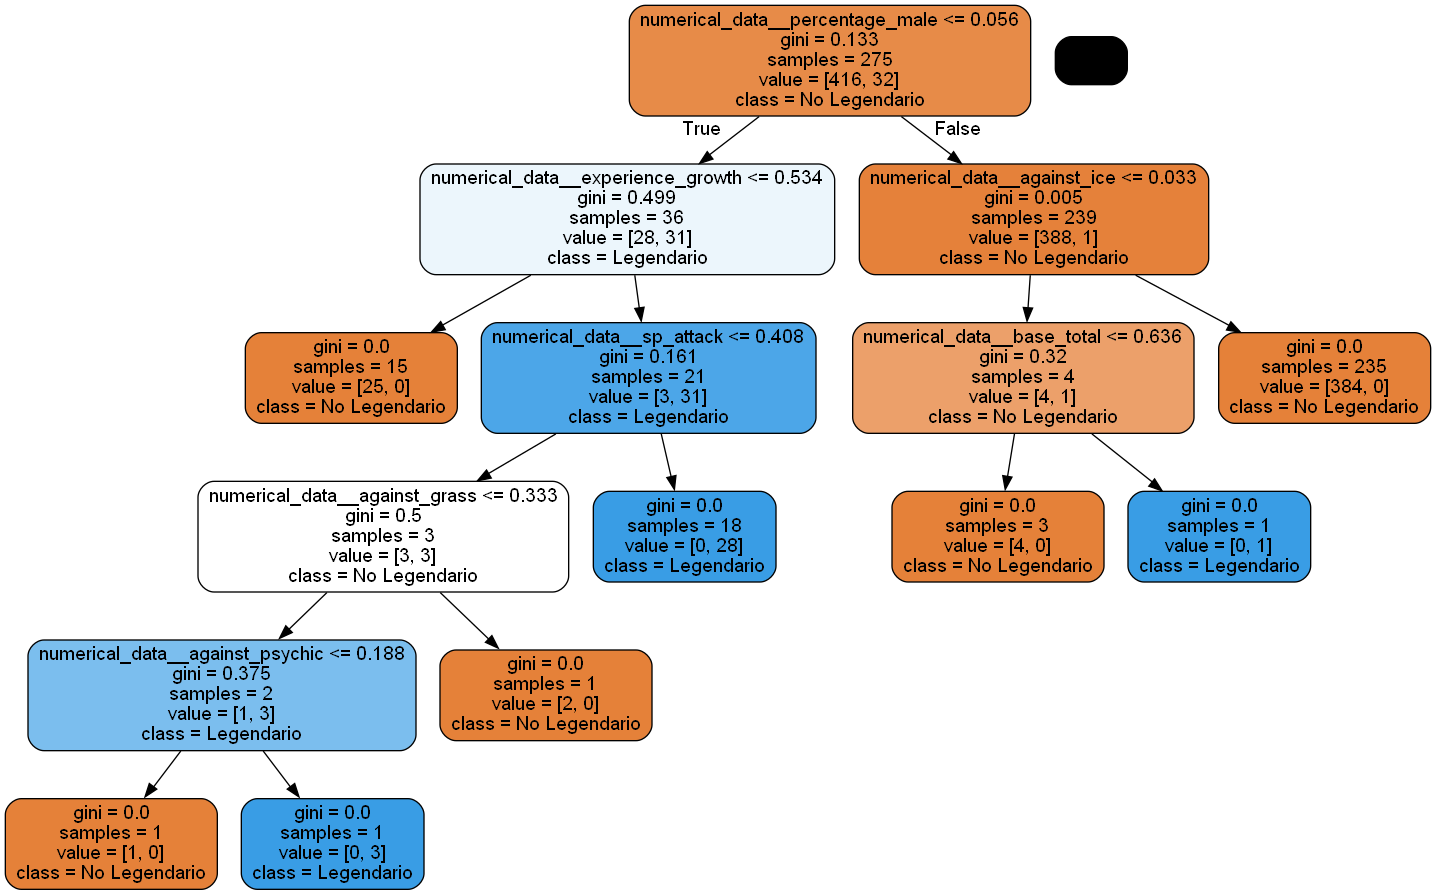 numerical_data__percentage_male <= 0.056
gini = 0.133
samples = 275
value = [416, 32]
class = No Legendario
True
False
numerical_data__experience_growth <= 0.534
gini = 0.499
samples = 36
value = [28, 31]
class = Legendario
numerical_data__against_ice <= 0.033
gini = 0.005
samples = 239
value = [388, 1]
class = No Legendario
gini = 0.0
samples = 15
value = [25, 0]
class = No Legendario
numerical_data__sp_attack <= 0.408
gini = 0.161
samples = 21
value = [3, 31]
class = Legendario
numerical_data__base_total <= 0.636
gini = 0.32
samples = 4
value = [4, 1]
class = No Legendario
gini = 0.0
samples = 235
value = [384, 0]
class = No Legendario
numerical_data__against_grass <= 0.333
gini = 0.5
samples = 3
value = [3, 3]
class = No Legendario
gini = 0.0
samples = 18
value = [0, 28]
class = Legendario
gini = 0.0
samples = 3
value = [4, 0]
class = No Legendario
gini = 0.0
samples = 1
value = [0, 1]
class = Legendario
numerical_data__against_psychic <= 0.188
gini = 0.375
samples = 2
value = [1, 3]
class = Legendario
gini = 0.0
samples = 1
value = [2, 0]
class = No Legendario
gini = 0.0
samples = 1
value = [1, 0]
class = No Legendario
gini = 0.0
samples = 1
value = [0, 3]
class = Legendario